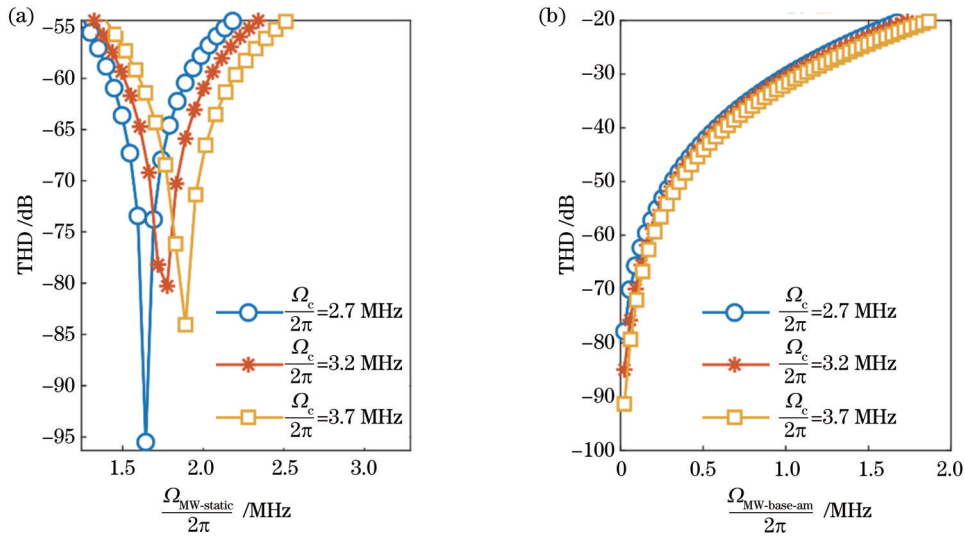 (a)
−55
−60
−65
−70
−75
−80
−85
−90
−95
THD /dB
Ωc/2π=2.7 MHz
Ωc/2π=3.2 MHz
Ωc/2π=3.7 MHz
1.5 2.0 2.5 3.0
ΩMW-static/2π /MHz
(b)
−20
−30
−40
−50
−60
−70
−80
−90
−100
THD /dB
Ωc/2π=2.7 MHz
Ωc/2π=3.2 MHz
Ωc/2π=3.7 MHz
0 0.5 1.0 1.5 2.0
ΩMW-base-am/2π /MHz